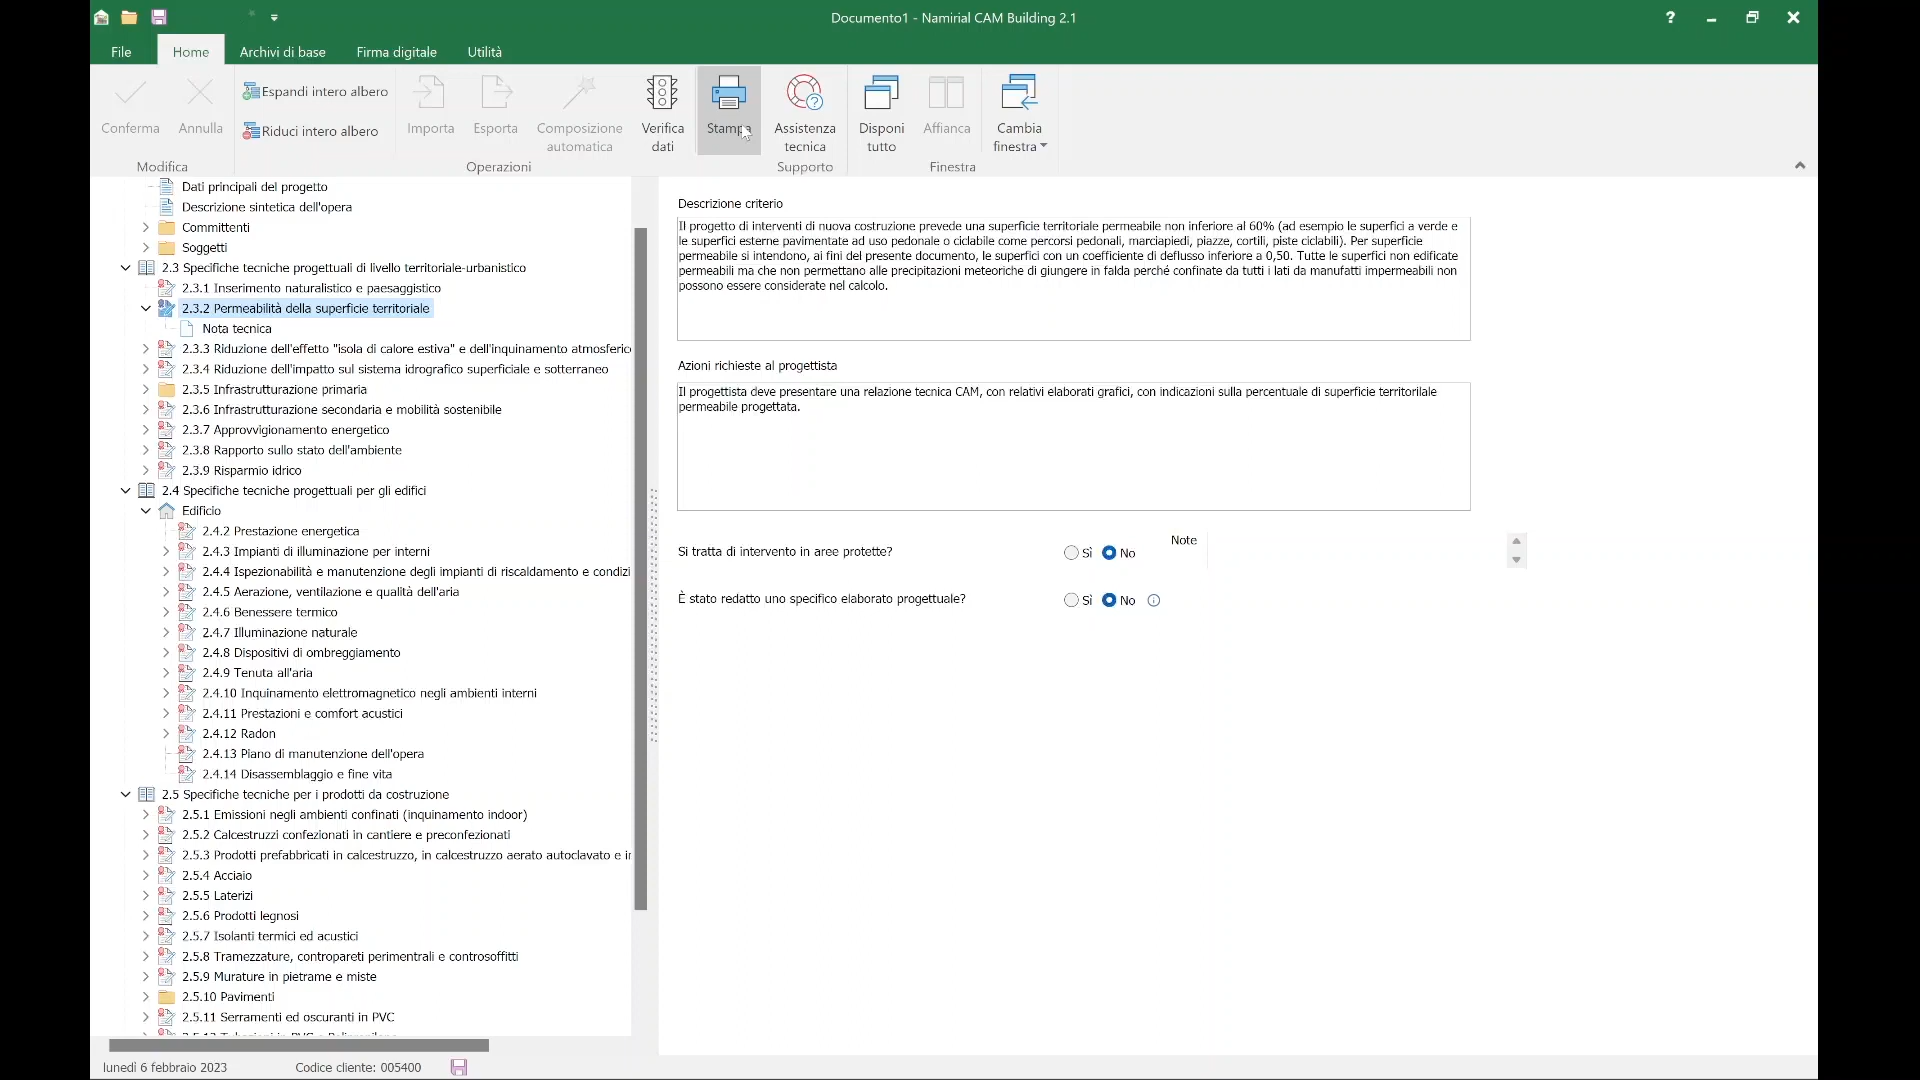 Documento1 - Namirial CAM Building 2.1
?
File Home Archivi di base Firma digitale Utilità
Conferma
Annulla
Espandi intero albero
Riduci intero albero
Importa
Esporta
Composizione
automatica
Verifica
dati
Stampa
Assistenza
tecnica
Disponi
tutto
Affianca
Cambia
finestra
Modifica
Operazioni
Supporto
Finestra
Dati principali del progetto
Descrizione sintetica dell'opera
Committenti
Soggetti
2.3 Specifiche tecniche progettuali di livello territoriale-urbanistico
2.3.1 Inserimento naturalistico e paesaggistico
2.3.2 Permeabilità della superficie territoriale
Nota tecnica
2.3.3 Riduzione dell'effetto "isola di calore estiva" e dell'inquinamento atmosferic
2.3.4 Riduzione dell'impatto sul sistema idrografico superficiale e sotterraneo
2.3.5 Infrastrutturazione primaria
2.3.6 Infrastrutturazione secondaria e mobilità sostenibile
2.3.7 Approvvigionamento energetico
2.3.8 Rapporto sullo stato dell'ambiente
2.3.9 Risparmio idrico
2.4 Specifiche tecniche progettuali per gli edifici
Edificio
2.4.2 Prestazione energetica
2.4.3 Impianti di illuminazione per interni
2.4.4 Ispezionabilità e manutenzione degli impianti di riscaldamento e condizi
2.4.5 Aerazione, ventilazione e qualità dell'aria
2.4.6 Benessere termico
2.4.7 Illuminazione naturale
2.4.8 Dispositivi di ombreggiamento
2.4.9 Tenuta all'aria
2.4.10 Inquinamento elettromagnetico negli ambienti interni
2.4.11 Prestazioni e comfort acustici
2.4.12 Radon
2.4.13 Piano di manutenzione dell'opera
2.4.14 Disassemblaggio e fine vita
2.5 Specifiche tecniche per i prodotti da costruzione
2.5.1 Emissioni negli ambienti confinati (inquinamento indoor)
2.5.2 Calcestruzzi confezionati in cantiere e preconfezionati
2.5.3 Prodotti prefabbricati in calcestruzzo, in calcestruzzo aerato autoclavato e i
2.5.4 Acciaio
2.5.5 Laterizi
2.5.6 Prodotti legnosi
2.5.7 Isolanti termici ed acustici
2.5.8 Tramezzature, contropareti perimentrali e controsoffitti
2.5.9 Murature in pietrame e miste
2.5.10 Pavimenti
2.5.11 Serramenti ed oscuranti in PVC
Descrizione criterio
Il progetto di interventi di nuova costruzione prevede una superficie territoriale permeabile non inferiore al 60% (ad esempio le superfici a verde e
le superfici esterne pavimentate ad uso pedonale o ciclabile come percorsi pedonali, marciapiedi, piazze, cortili, piste ciclabili). Per superficie
permeabile si intendono, ai fini del presente documento, le superfici con un coefficiente di deflusso inferiore a 0,50. Tutte le superfici non edificate
permeabili ma che non permettano alle precipitazioni meteoriche di giungere in falda perché confinate da tutti i lati da manufatti impermeabili non
possono essere considerate nel calcolo.
Azioni richieste al progettista
Il progettista deve presentare una relazione tecnica CAM, con relativi elaborati grafici, con indicazioni sulla percentuale di superficie territorilale
permeabile progettata.
Si tratta di intervento in aree protette? Sì No Note
È stato redatto uno specifico elaborato progettuale? Sì No
lunedì 6 febbraio 2023 Codice cliente: 005400